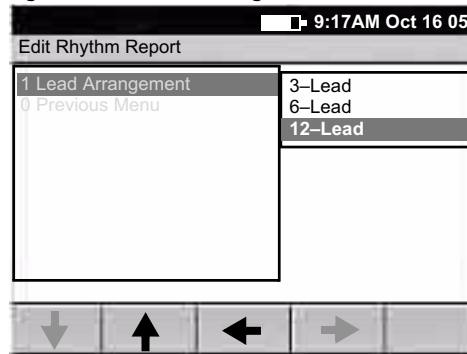 9:17AM Oct 16 05
Edit Rhythm Report
1 Lead Arrangement
0 Previous Menu
3–Lead
6–Lead
12–Lead